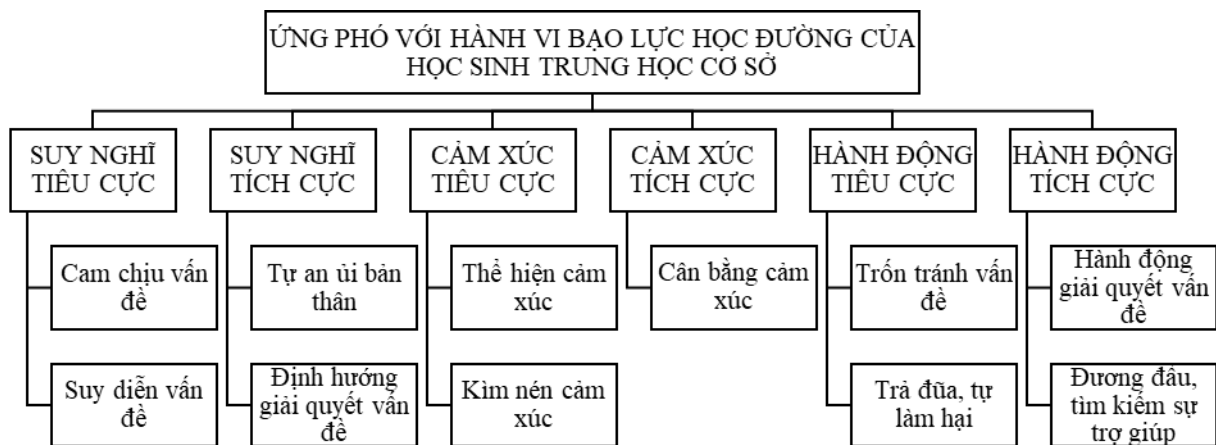 ỨNG PHÓ VỚI HÀNH VI BẠO LỰC HỌC ĐƯỜNG CỦA
HỌC SINH TRUNG HỌC CƠ SỞ
SUY NGHĨ
TIÊU CỰC
SUY NGHĨ
TÍCH CỰC
CẢM XÚC
TIÊU CỰC
CẢM XÚC
TÍCH CỰC
HÀNH ĐỘNG
TIÊU CỰC
HÀNH ĐỘNG
TÍCH CỰC
Cam chịu vấn
đề
Tự an ủi bản
thân
Thể hiện cảm
xúc
Cân bằng cảm
xúc
Trốn tránh vấn
đề
Hành động
giải quyết vấn
đề
Suy diễn vấn
đề
Định hướng
giải quyết vấn
đề
Kìm nén cảm
xúc
Trả đũa, tự
làm hại
Đương đầu,
tìm kiếm sự
trợ giúp